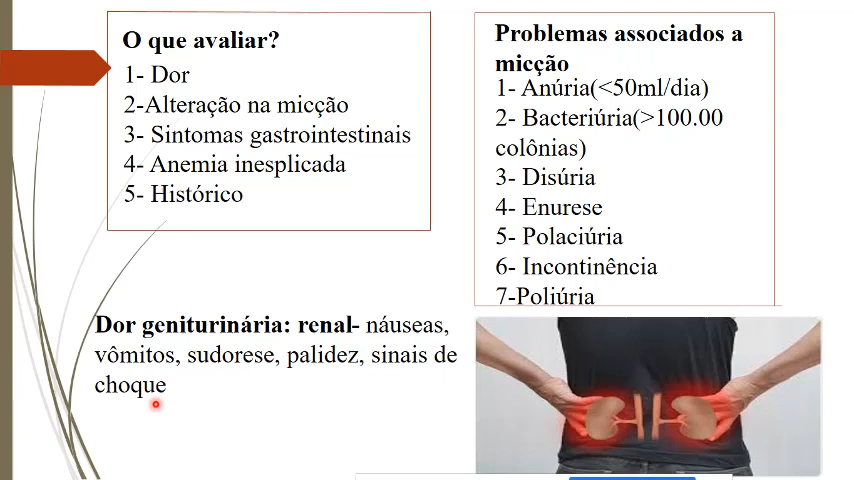 O que avaliar?
1- Dor
2-Alteração na micção
3- Sintomas gastrointestinais
4- Anemia inesplicada
5- Histórico
Problemas associados a
micção
1- Anúria(<50ml/dia)
2- Bacteriúria(>100.00
colônias)
3- Disúria
4- Enurese
5- Polaciúria
6- Incontinência
7-Poliúria
Dor geniturinária: renal- náuseas,
vômitos, sudorese, palidez, sinais de
choque